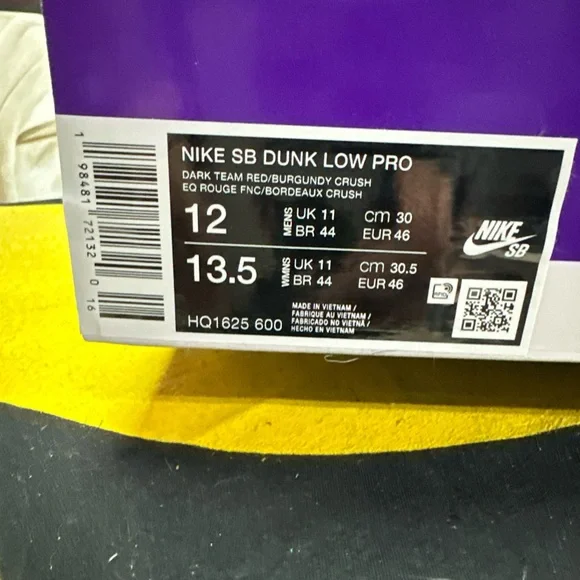 NIKE SB DUNK LOW PRO
DARK TEAM RED/BURGUNDY CRUSH
EQ ROUGE FNC/BORDEAUX CRUSH
12 MENS UK 11 CM 30
BR 44 EUR 46
13.5 WMNS UK 11 CM 30.5
BR 44 EUR 46
HQ1625 600
MADE IN VIETNAM /
FABRIQUE AU VIETNAM /
FABRICADO NO VIETNÃ /
HECHO EN VIETNAM
NIKE
SB
1 98481 72132 0 16